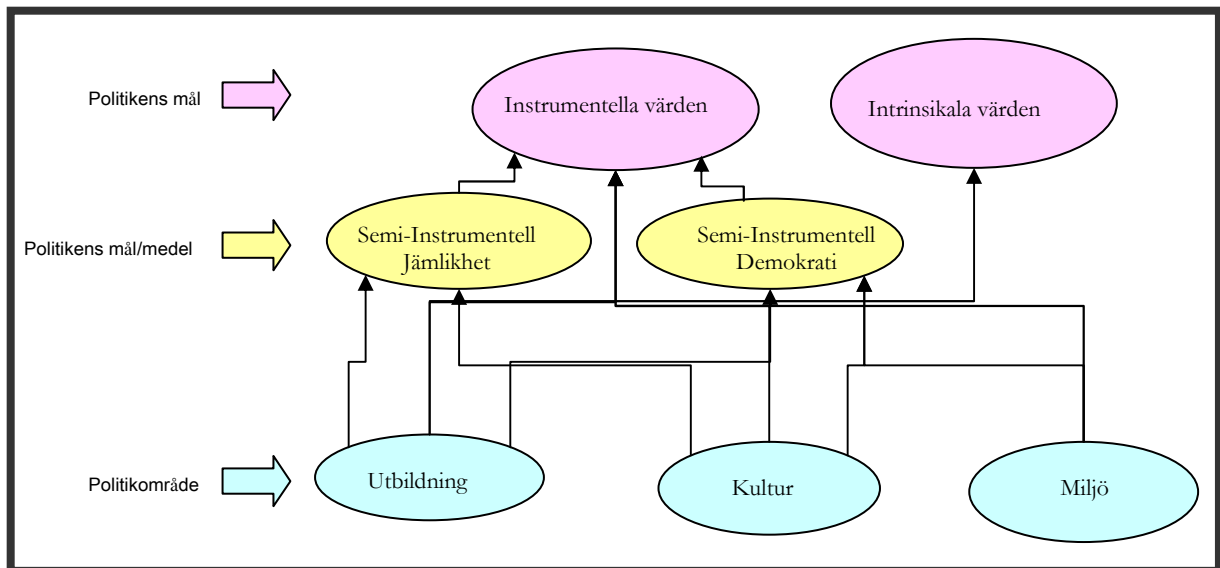 Politikens mål
Instrumentella värden
Intrinsikala värden
Politikens mål/medel
Semi-Instrumentell
Jämlikhet
Semi-Instrumentell
Demokrati
Politikområde
Utbildning
Kultur
Miljö